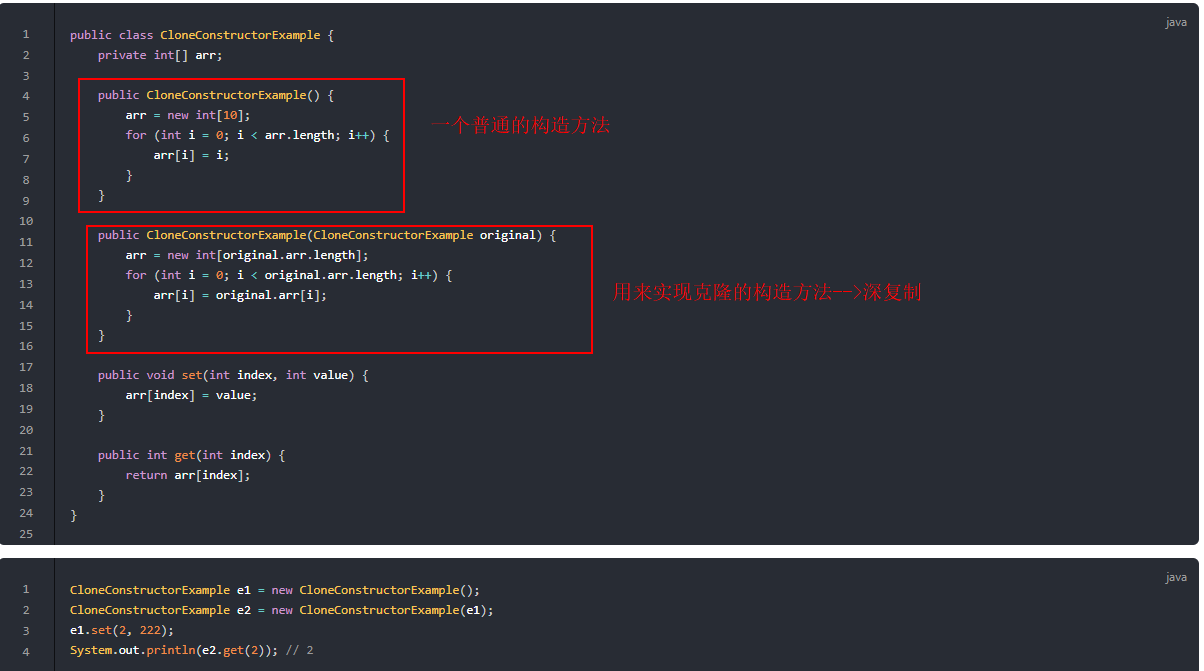 java
1 public class CloneConstructorExample {
2 private int[] arr;
3
4 public CloneConstructorExample() {
5 arr = new int[10];
6 for (int i = 0; i < arr.length; i++) {
7 arr[i] = i;
8 }
9 }
一个普通的构造方法
10
11 public CloneConstructorExample(CloneConstructorExample original) {
12 arr = new int[original.arr.length];
13 for (int i = 0; i < original.arr.length; i++) {
14 arr[i] = original.arr[i];
15 }
16 }
用来实现克隆的构造方法-->深复制
17
18 public void set(int index, int value) {
19 arr[index] = value;
20 }
21
22 public int get(int index) {
23 return arr[index];
24 }
25 }
java
1 CloneConstructorExample e1 = new CloneConstructorExample();
2 CloneConstructorExample e2 = new CloneConstructorExample(e1);
3 e1.set(2, 222);
4 System.out.println(e2.get(2)); // 2